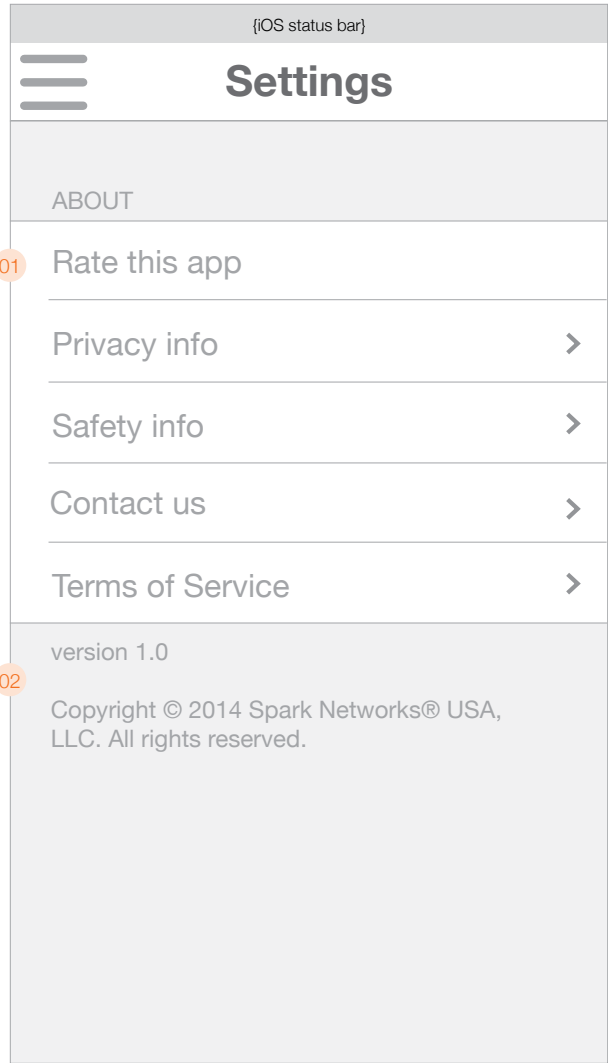 {iOS status bar}
Settings
ABOUT
01
Rate this app
Privacy info
Safety info
Contact us
Terms of Service
version 1.0
02
Copyright © 2014 Spark Networks® USA,
LLC. All rights reserved.